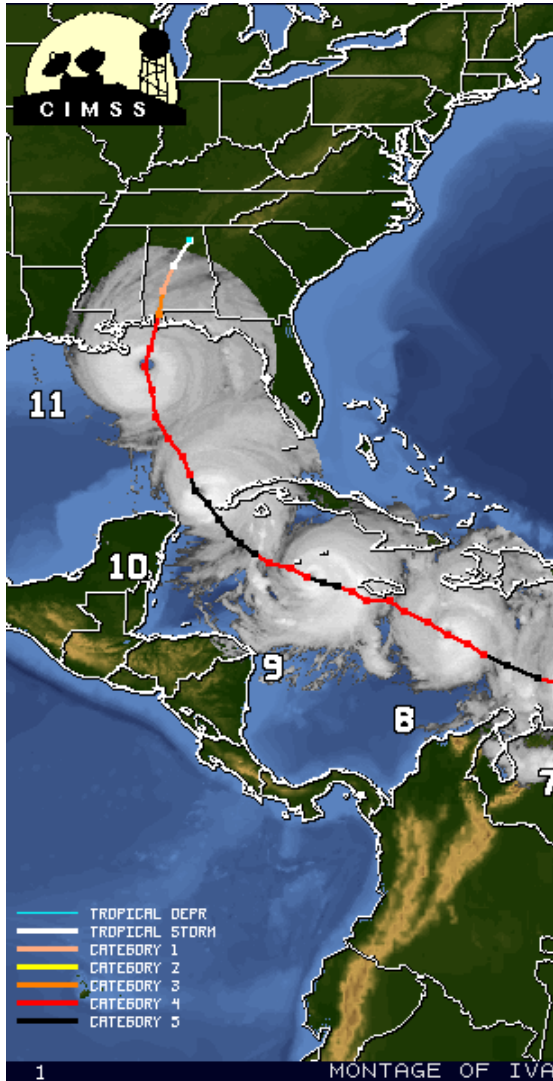 CIMSS
11
10
9
8
7
TROPICAL DEPR
TROPICAL STORM
CATEGORY 1
CATEGORY 2
CATEGORY 3
CATEGORY 4
CATEGORY 5
1 MONTAGE OF IVA